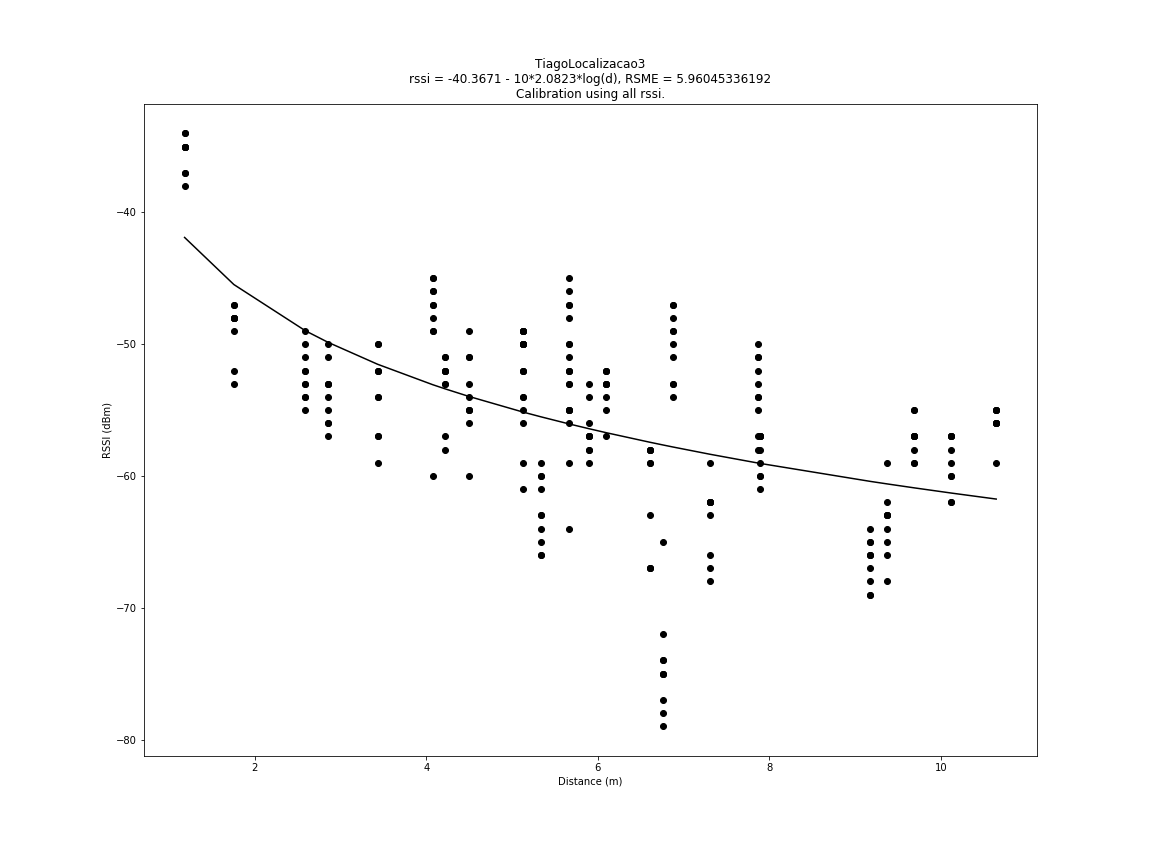 TiagoLocalizacao3
rssi = -40.3671 - 10*2.0823*log(d), RSME = 5.96045336192
Calibration using all rssi.
RSSI (dBm)
−40
−50
−60
−70
−80
2 4 6 8 10
Distance (m)